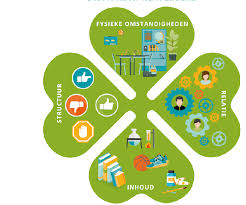 FYSIEKE OMSTANDIGHEDEN
STRUCTUUR
RELATIE
INHOUD